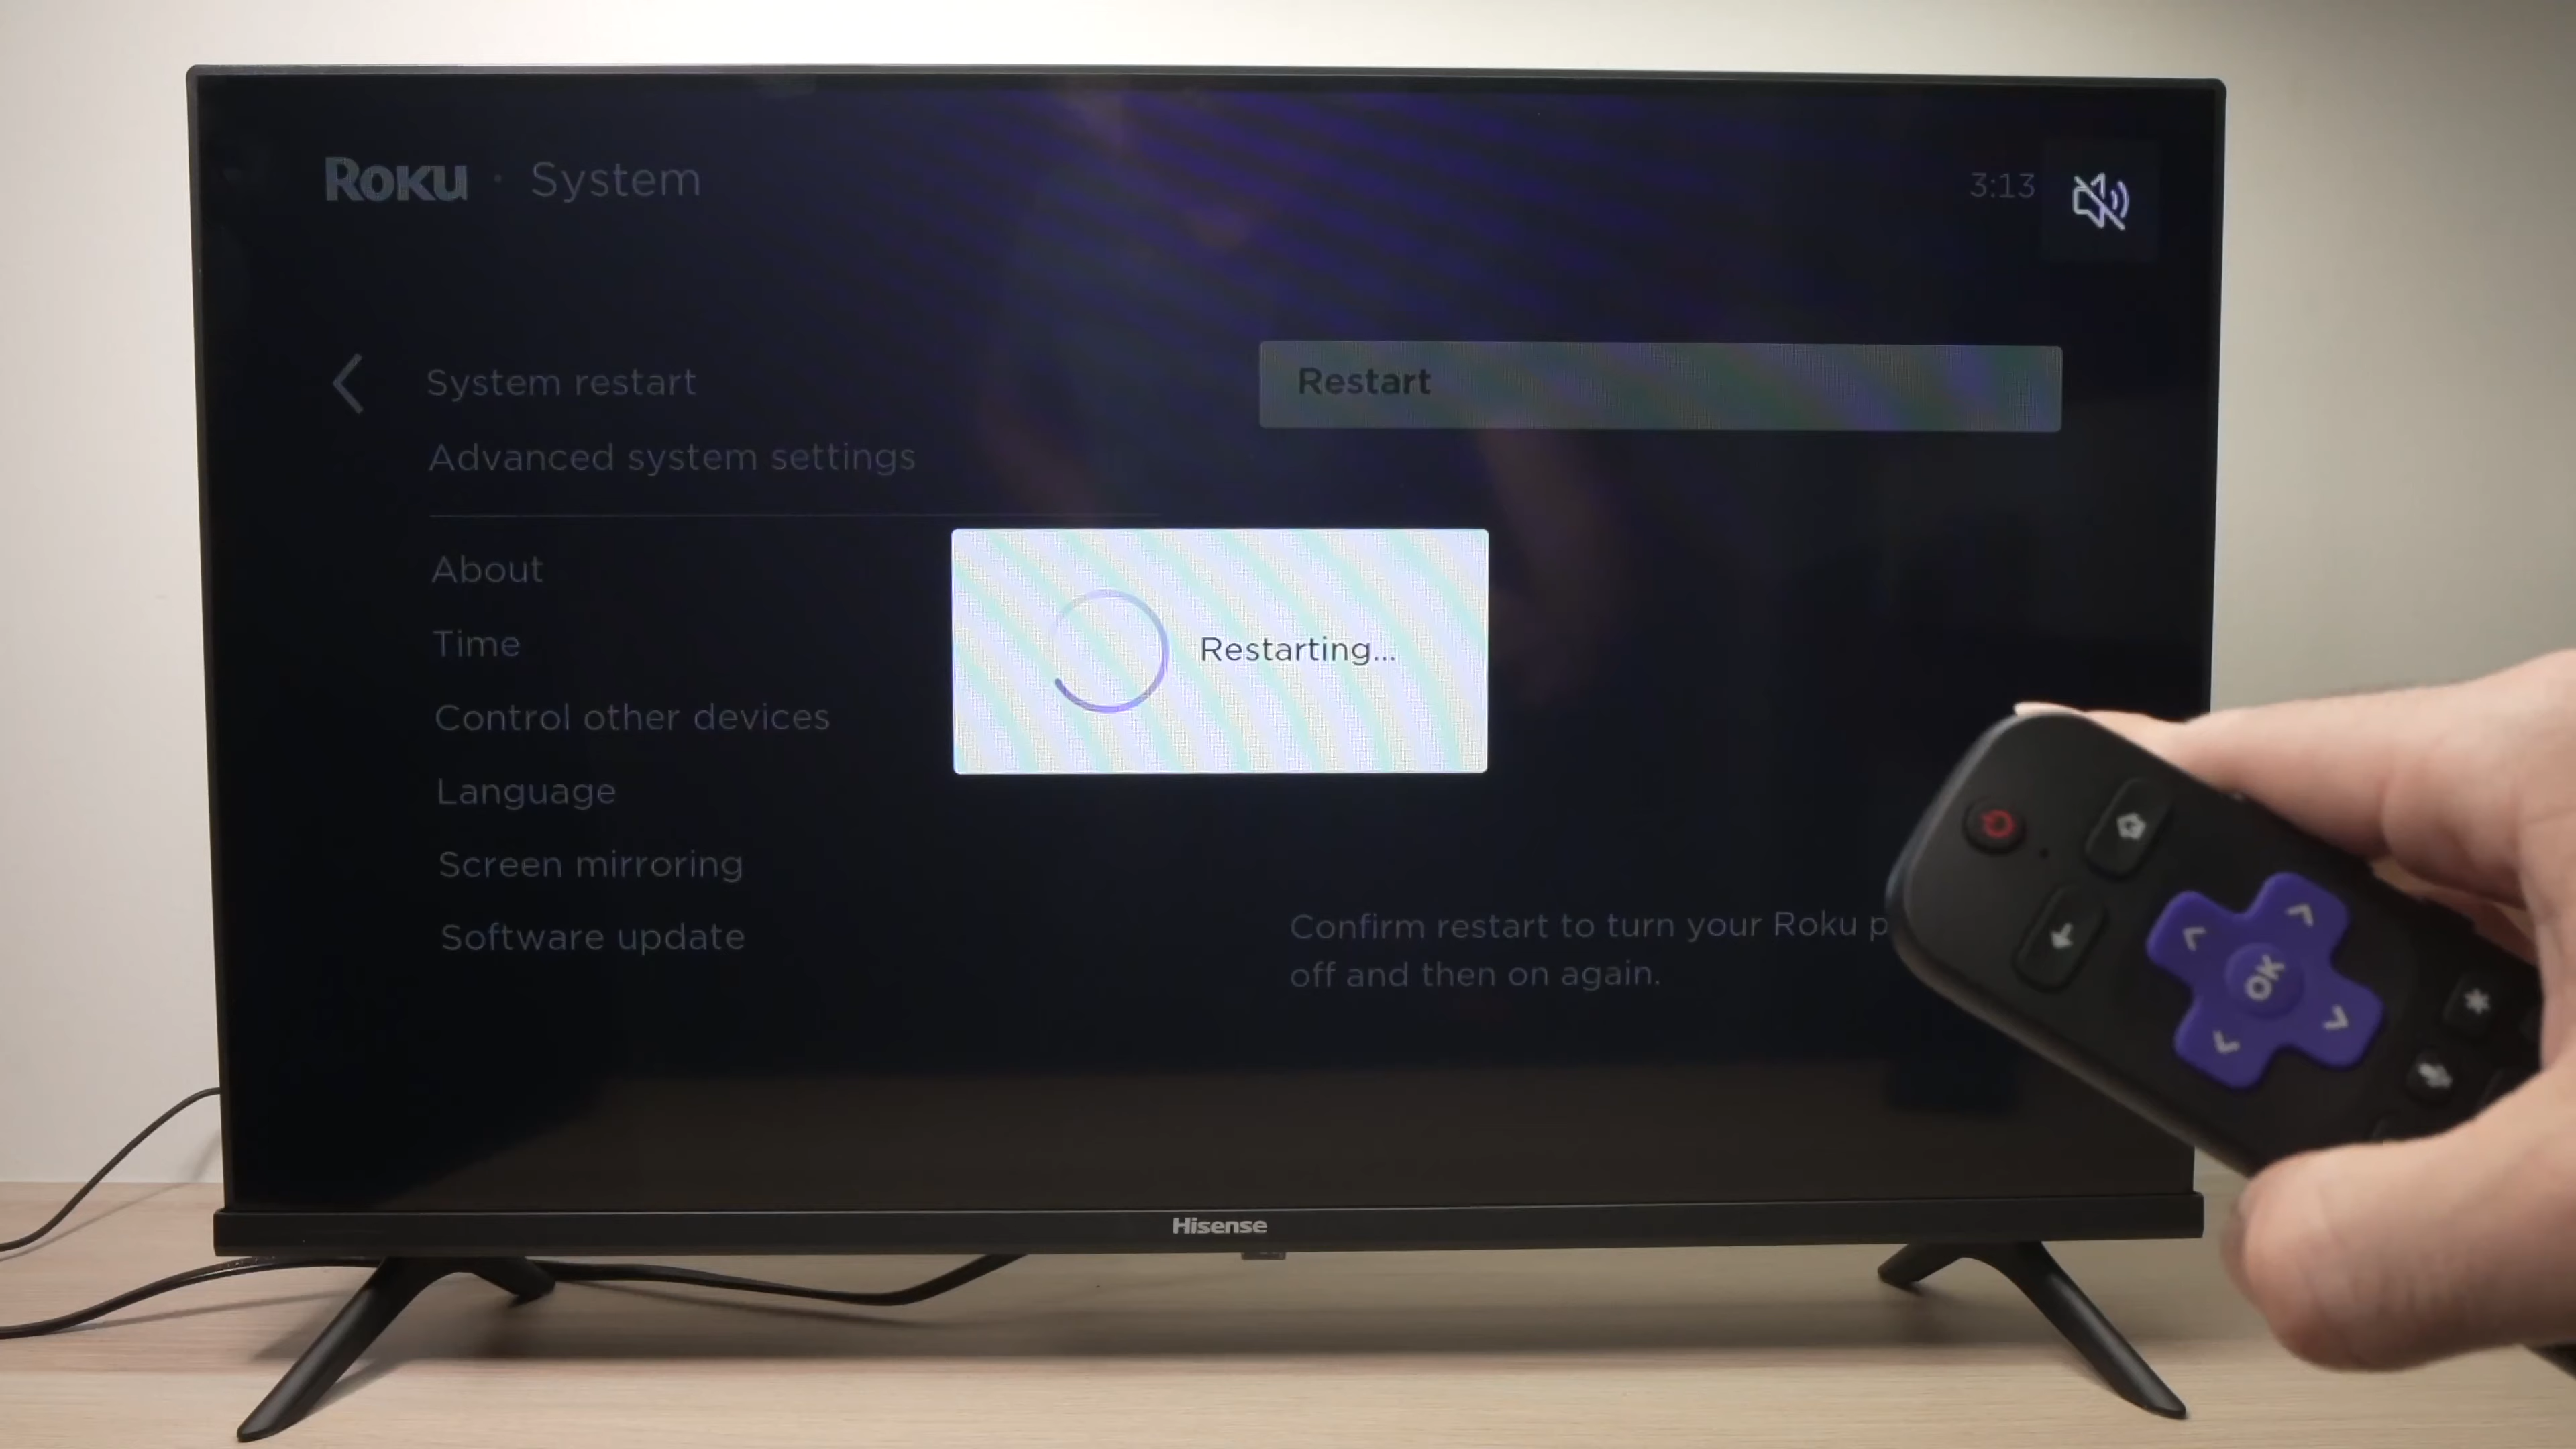 Roku · System
3:13
System restart
Advanced system settings
About
Time
Control other devices
Language
Screen mirroring
Software update
Restart
Restarting...
Confirm restart to turn your Roku p
off and then on again.
OK
Hisense